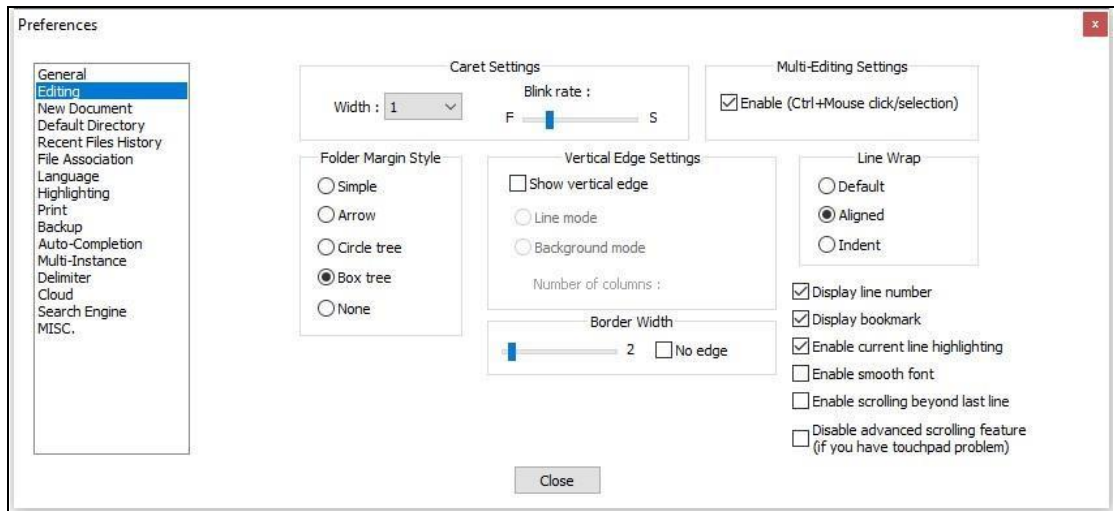 Preferences
x
General
Editing
New Document
Default Directory
Recent Files History
File Association
Language
Highlighting
Print
Backup
Auto-Completion
Multi-Instance
Delimiter
Cloud
Search Engine
MISC.
Caret Settings
Width : 1
Blink rate :
F S
Multi-Editing Settings
Enable (Ctrl+Mouse click/selection)
Folder Margin Style
Simple
Arrow
Circle tree
Box tree
None
Vertical Edge Settings
Show vertical edge
Line mode
Background mode
Number of columns :
Border Width
2 No edge
Line Wrap
Default
Aligned
Indent
Display line number
Display bookmark
Enable current line highlighting
Enable smooth font
Enable scrolling beyond last line
Disable advanced scrolling feature
(if you have touchpad problem)
Close